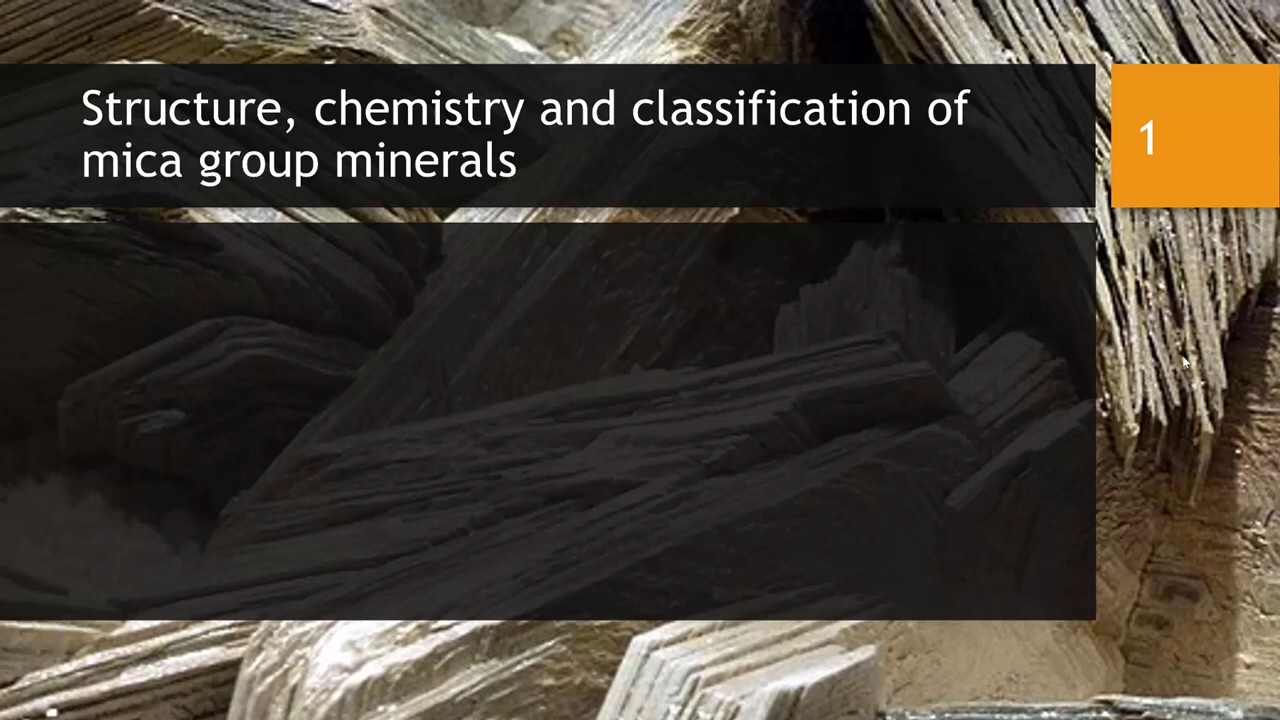 Structure, chemistry and classification of
mica group minerals
1